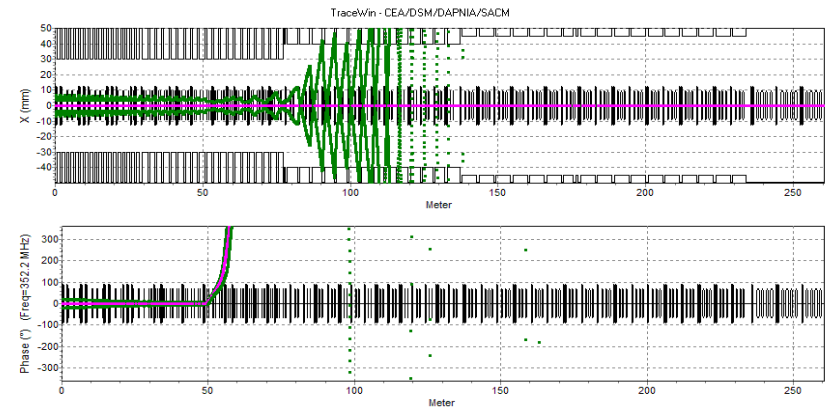 TraceWin - CEA/DSM/DAPNIA/SACM
X (mm)
50
40
30
20
10
0
-10
-20
-30
-40
0 50 100 150 200 250
Meter
Phase (°) (Freq=352.2 MHz)
300
200
100
0
-100
-200
-300
0 50 100 150 200 250
Meter